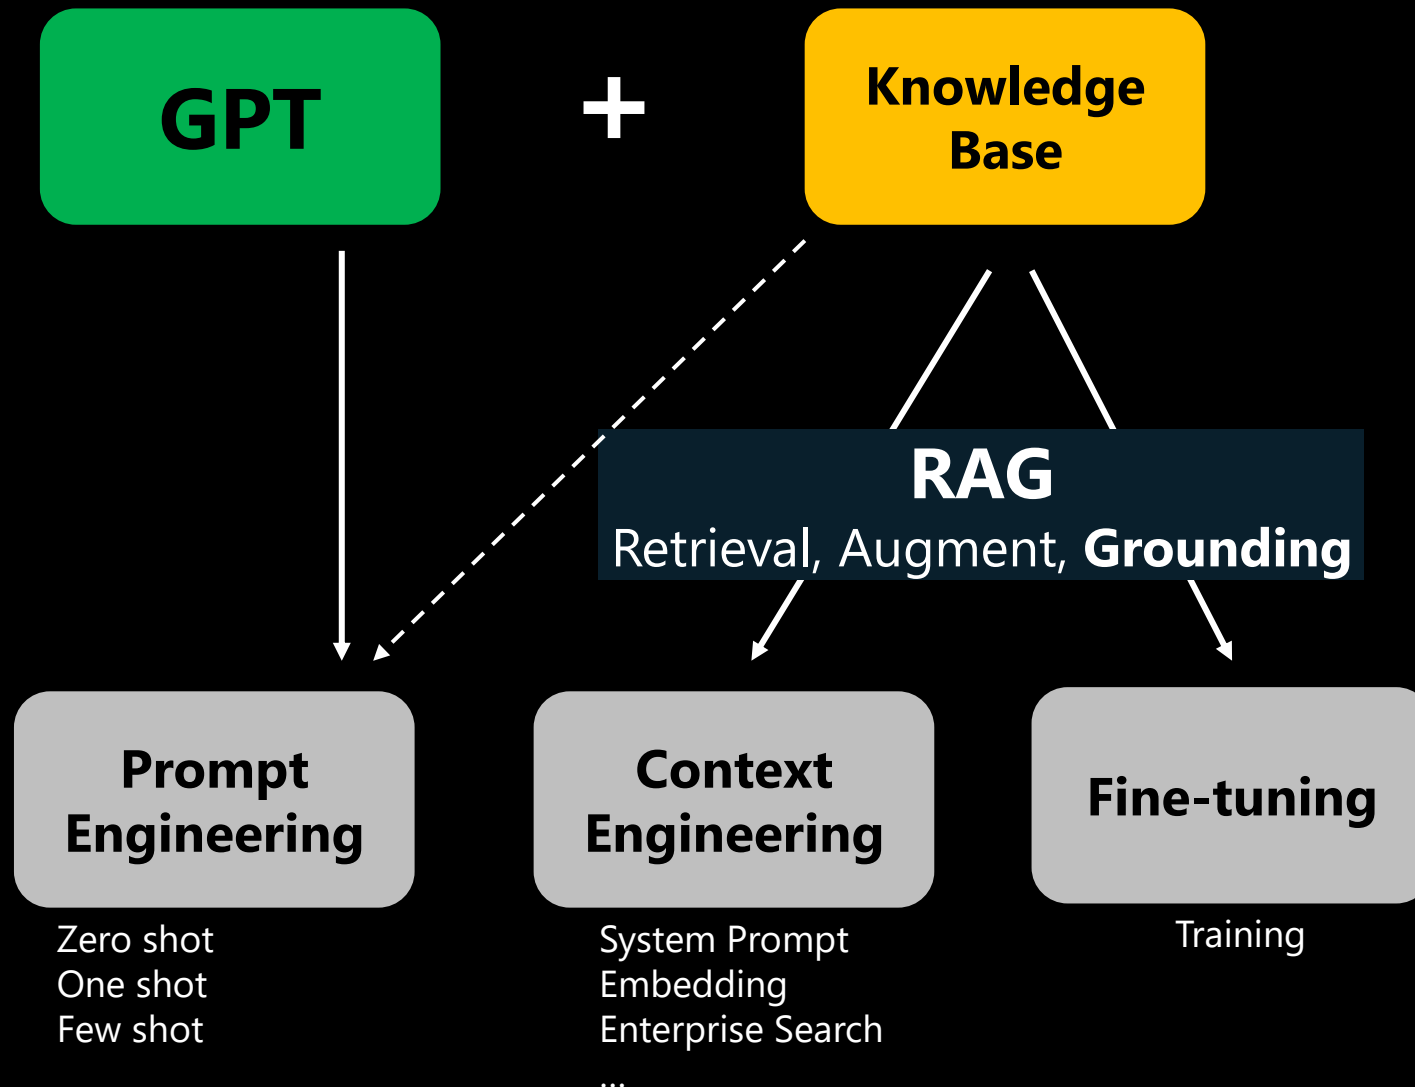 GPT
+
Knowledge
Base
RAG
Retrieval, Augment, Grounding
Prompt
Engineering
Context
Engineering
Fine-tuning
Zero shot
One shot
Few shot
System Prompt
Embedding
Enterprise Search
...
Training